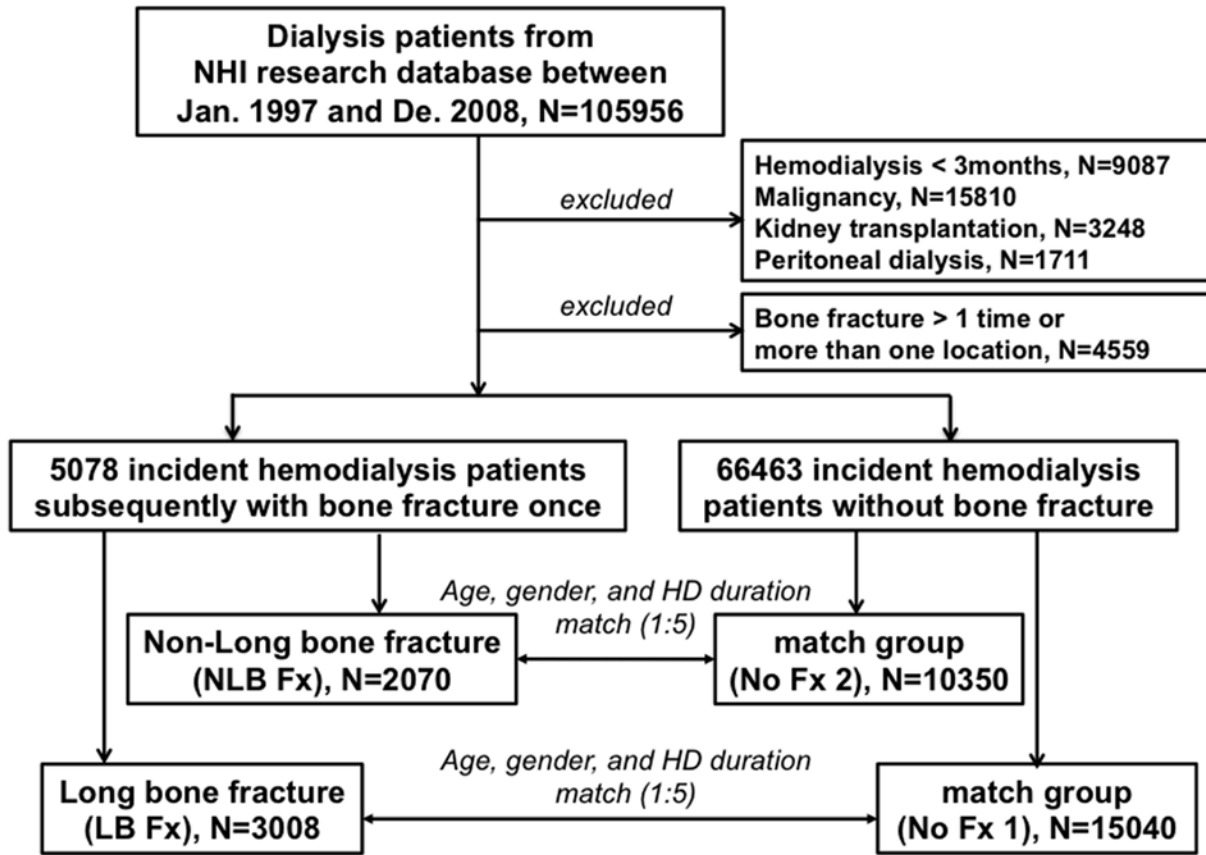 Dialysis patients from
NHI research database between
Jan. 1997 and De. 2008, N=105956
excluded
Hemodialysis < 3months, N=9087
Malignancy, N=15810
Kidney transplantation, N=3248
Peritoneal dialysis, N=1711
excluded
Bone fracture > 1 time or
more than one location, N=4559
5078 incident hemodialysis patients
subsequently with bone fracture once
66463 incident hemodialysis
patients without bone fracture
Age, gender, and HD duration
match (1:5)
Non-Long bone fracture
(NLB Fx), N=2070
match group
(No Fx 2), N=10350
Age, gender, and HD duration
match (1:5)
Long bone fracture
(LB Fx), N=3008
match group
(No Fx 1), N=15040